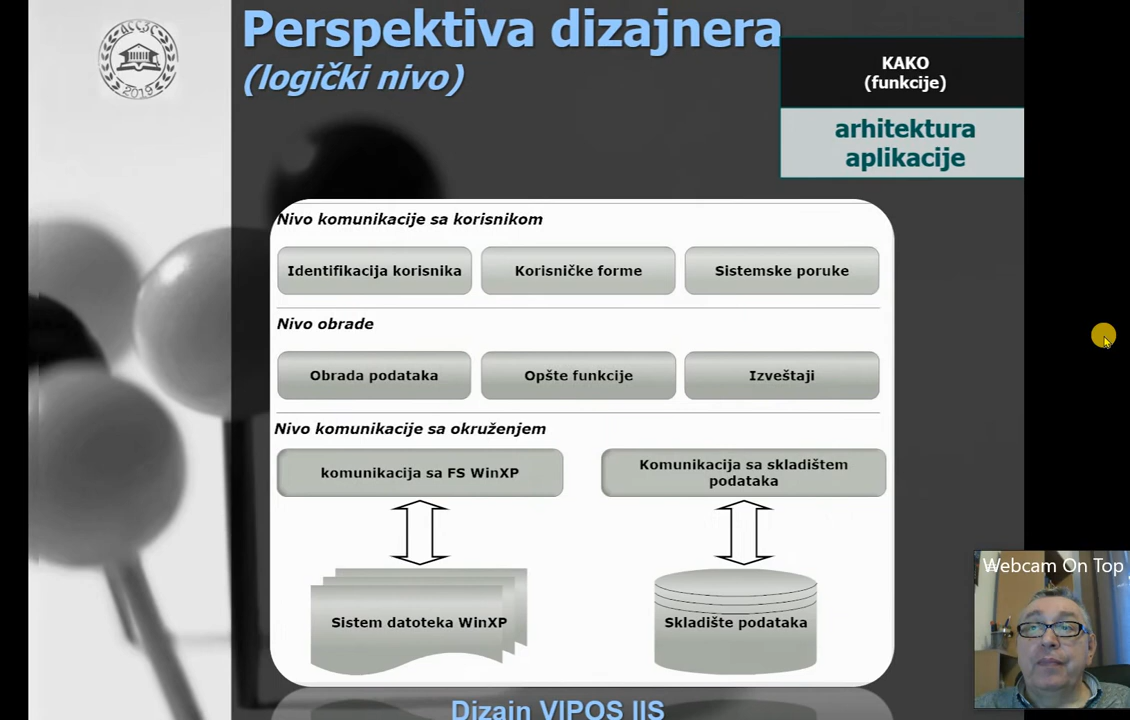 Perspektiva dizajnera
(logički nivo)
KAKO
(funkcije)
arhitektura
aplikacije
Nivo komunikacije sa korisnikom
Identifikacija korisnika
Korisničke forme
Sistemske poruke
Nivo obrade
Obrada podataka
Opšte funkcije
Izveštaji
Nivo komunikacije sa okruženjem
komunikacija sa FS WinXP
Komunikacija sa skladištem
podataka
Sistem datoteka WinXP
Skladište podataka
Dizajn VIPOS IIS
Webcam On Top
2019